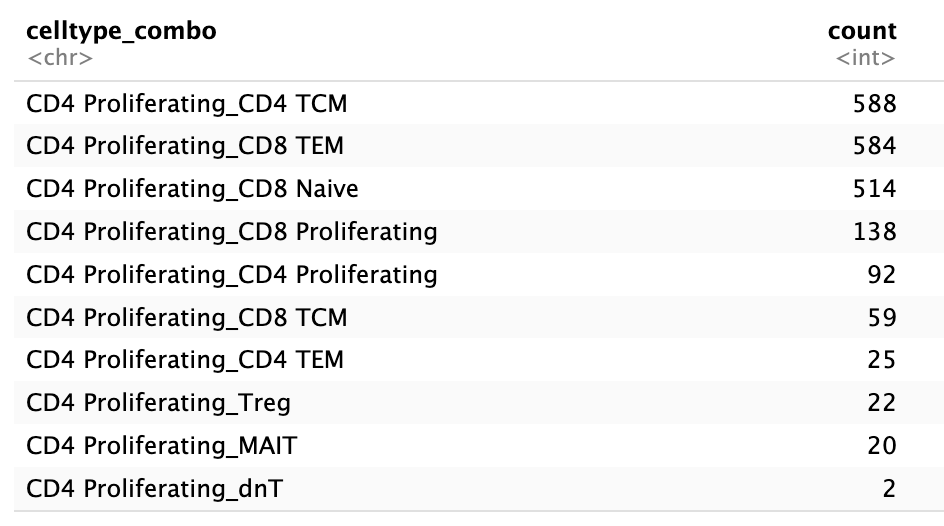 celltype_combo count
<chr> <int>
CD4 Proliferating_CD4 TCM 588
CD4 Proliferating_CD8 TEM 584
CD4 Proliferating_CD8 Naive 514
CD4 Proliferating_CD8 Proliferating 138
CD4 Proliferating_CD4 Proliferating 92
CD4 Proliferating_CD8 TCM 59
CD4 Proliferating_CD4 TEM 25
CD4 Proliferating_Treg 22
CD4 Proliferating_MAIT 20
CD4 Proliferating_dnT 2